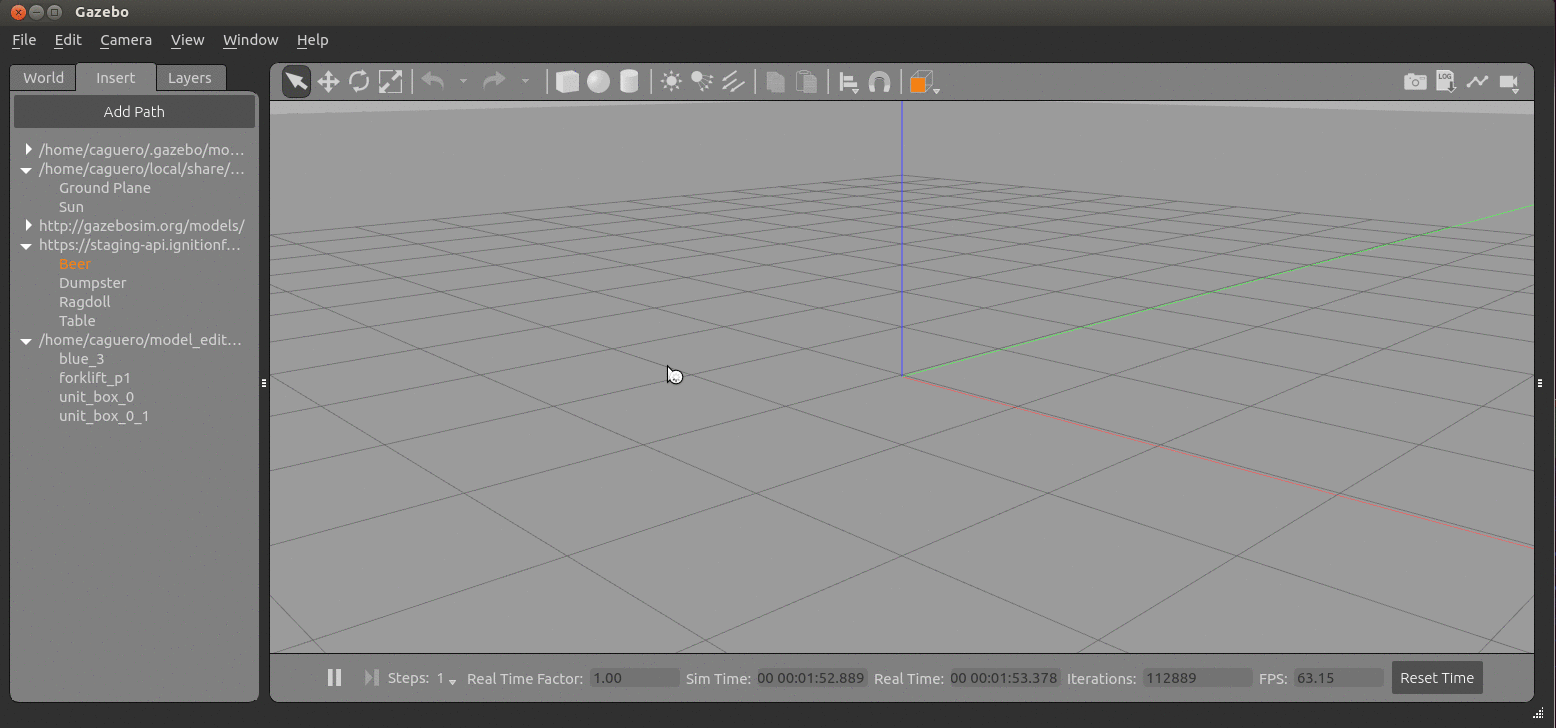 Gazebo
File Edit Camera View Window Help
World Insert Layers
LOG
Add Path
/home/caguero/.gazebo/mo...
/home/caguero/local/share/...
Ground Plane
Sun
http://gazebosim.org/models/
https://staging-api.ignitionf...
Beer
Dumpster
Ragdoll
Table
/home/caguero/model_edit...
blue_3
forklift_p1
unit_box_0
unit_box_0_1
Steps: 1 Real Time Factor: 1.00 Sim Time: 00 00:01:52.889 Real Time: 00 00:01:53.378 Iterations: 112889 FPS: 63.15 Reset Time